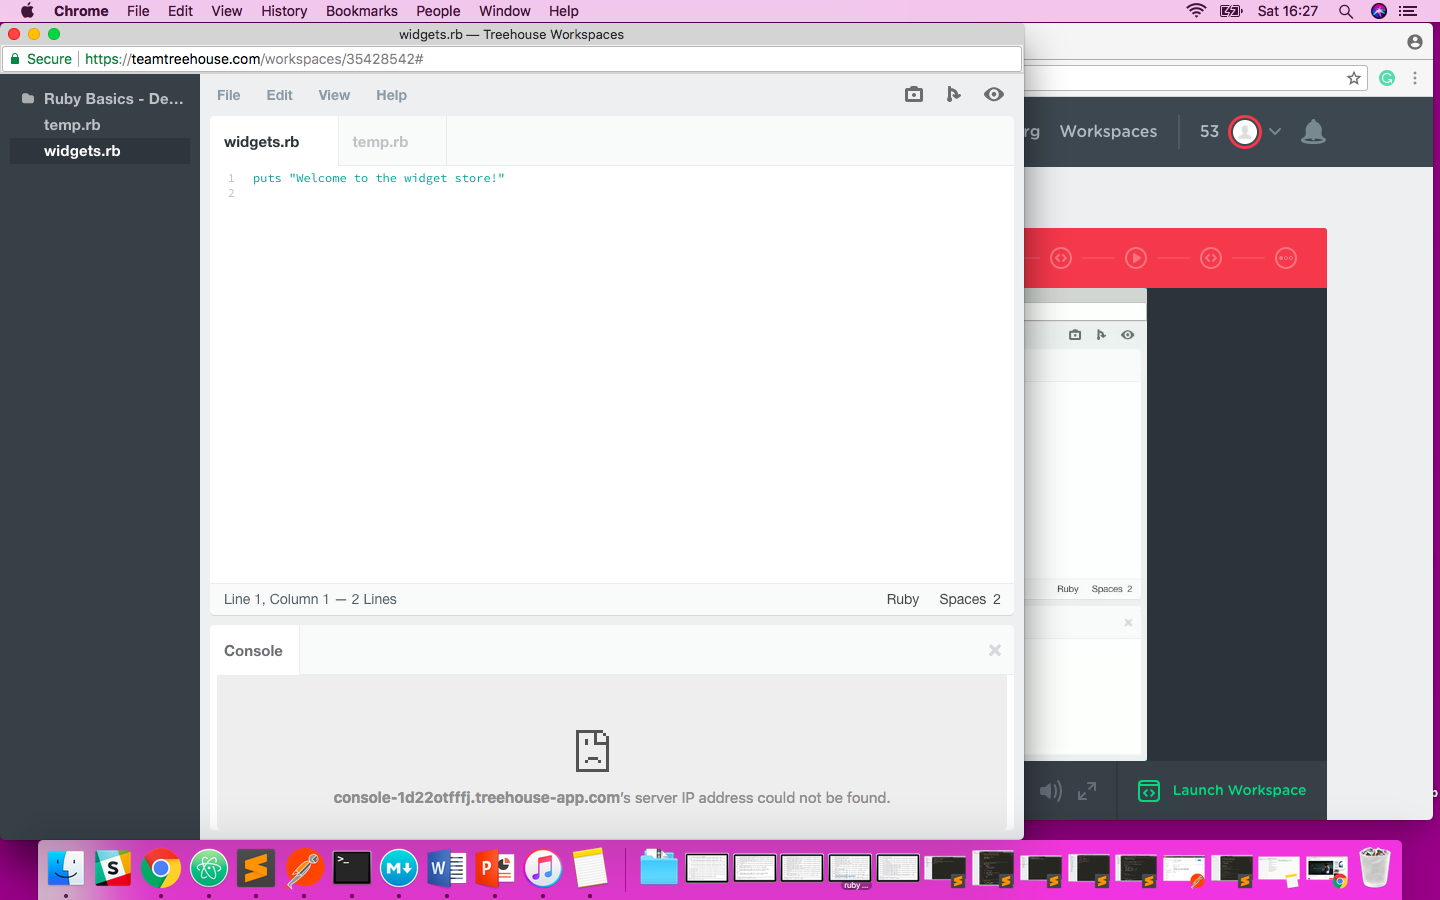 Chrome File Edit View History Bookmarks People Window Help Sat 16:27
widgets.rb — Treehouse Workspaces
Secure https://teamtreehouse.com/workspaces/35428542#
Ruby Basics - De...
temp.rb
widgets.rb
File Edit View Help
widgets.rb temp.rb
1 puts "Welcome to the widget store!"
2
Line 1, Column 1 — 2 Lines Ruby Spaces 2
Console
console-1d22otfffj.treehouse-app.com's server IP address could not be found.
rg Workspaces 53
Ruby Spaces 2
Launch Workspace
ruby ...